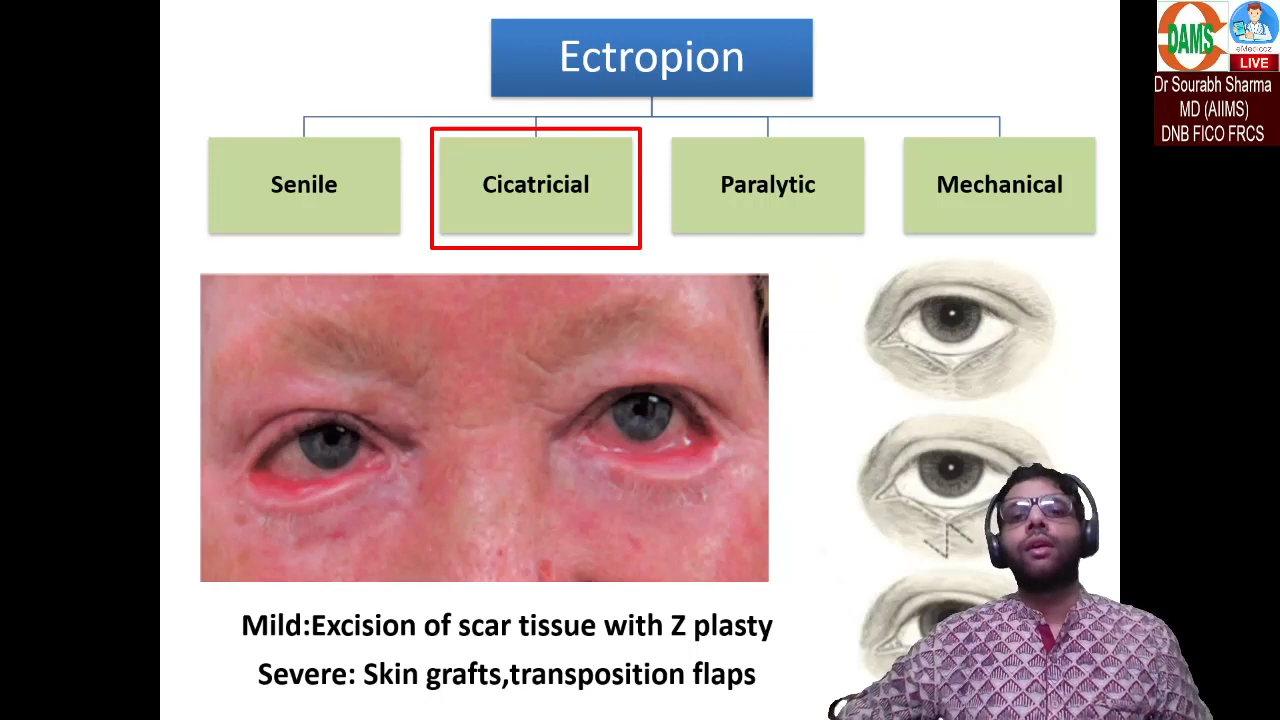 Ectropion
Senile
Cicatricial
Paralytic
Mechanical
Mild:Excision of scar tissue with Z plasty
Severe: Skin grafts,transposition flaps
DAMS
eMedicoz
LIVE
Dr Sourabh Sharma
MD (AIIMS)
DNB FICO FRCS